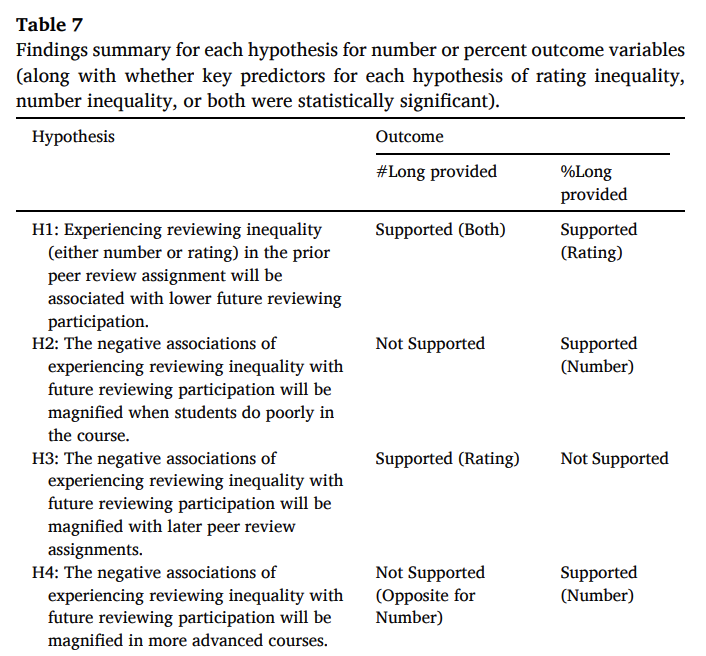 Table 7
Findings summary for each hypothesis for number or percent outcome variables
(along with whether key predictors for each hypothesis of rating inequality,
number inequality, or both were statistically significant).
Hypothesis
Outcome
#Long provided
%Long
provided
H1: Experiencing reviewing inequality
(either number or rating) in the prior
peer review assignment will be
associated with lower future reviewing
participation.
Supported (Both)
Supported
(Rating)
H2: The negative associations of
experiencing reviewing inequality with
future reviewing participation will be
magnified when students do poorly in
the course.
Not Supported
Supported
(Number)
H3: The negative associations of
experiencing reviewing inequality with
future reviewing participation will be
magnified with later peer review
assignments.
Supported (Rating)
Not Supported
H4: The negative associations of
experiencing reviewing inequality with
future reviewing participation will be
magnified in more advanced courses.
Not Supported
(Opposite for
Number)
Supported
(Number)